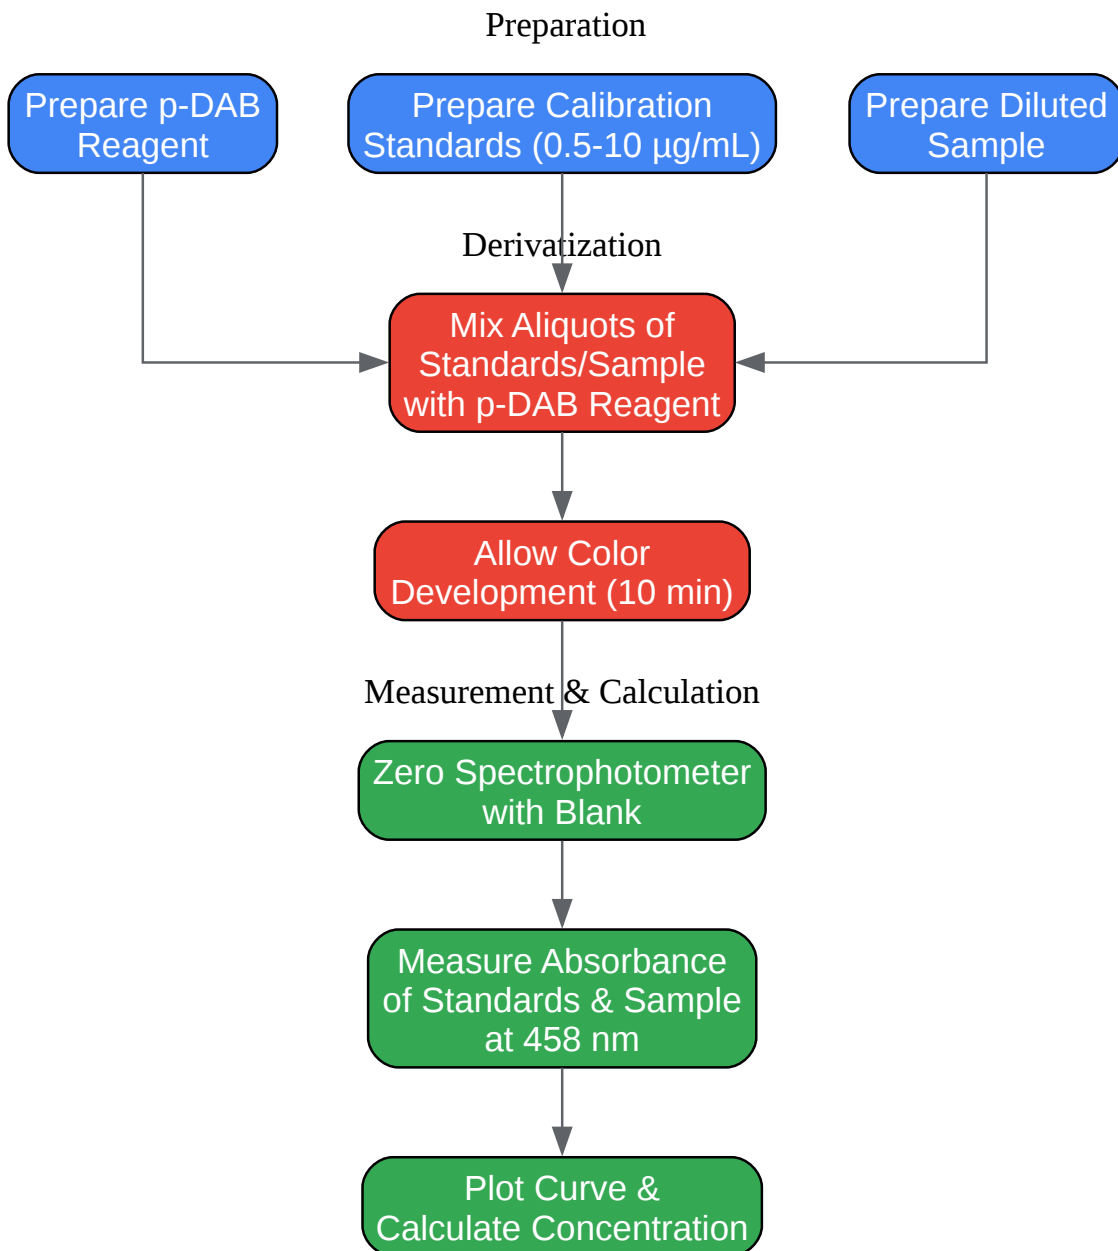 Preparation
Prepare p-DAB
Reagent
Prepare Calibration
Standards (0.5-10 µg/mL)
Prepare Diluted
Sample
Derivatization
Mix Aliquots of
Standards/Sample
with p-DAB Reagent
Allow Color
Development (10 min)
Measurement & Calculation
Zero Spectrophotometer
with Blank
Measure Absorbance
of Standards & Sample
at 458 nm
Plot Curve &
Calculate Concentration